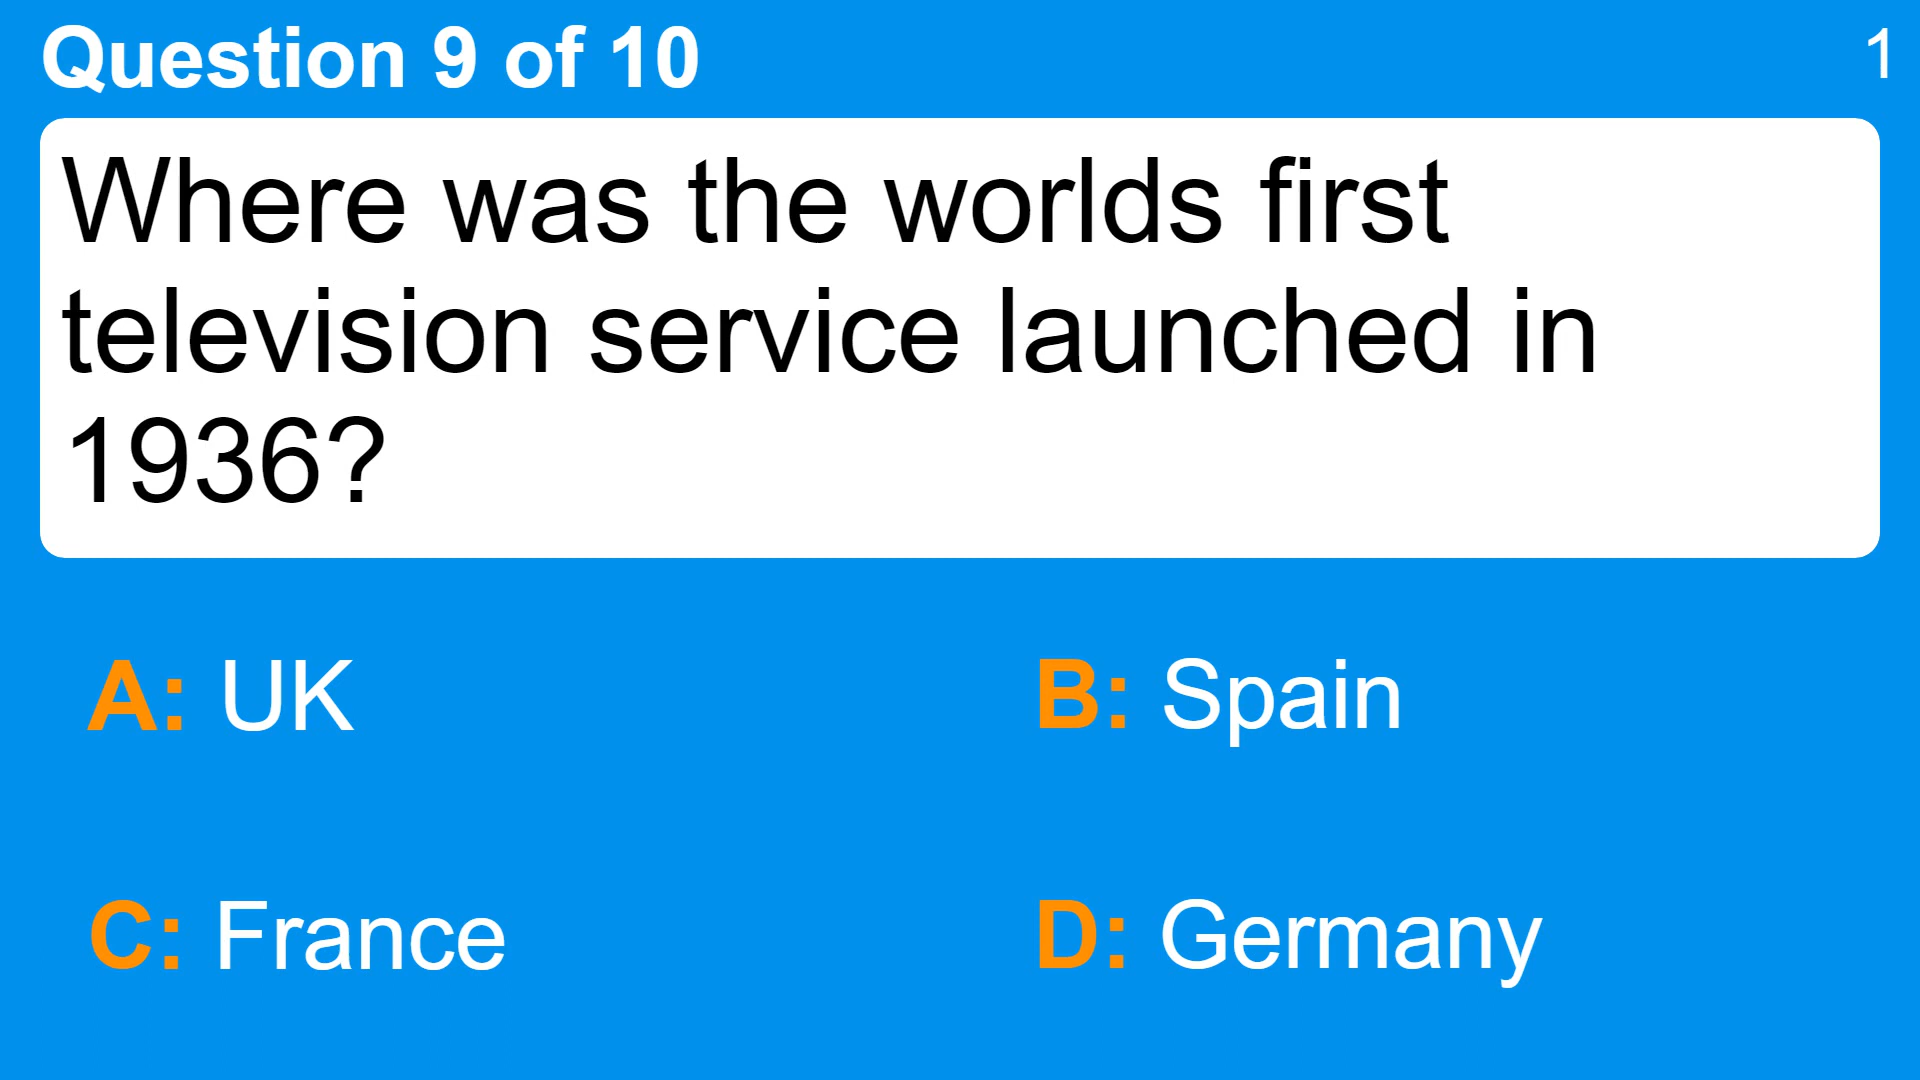 Question 9 of 10
1
Where was the worlds first
television service launched in
1936?
A: UK
B: Spain
C: France
D: Germany